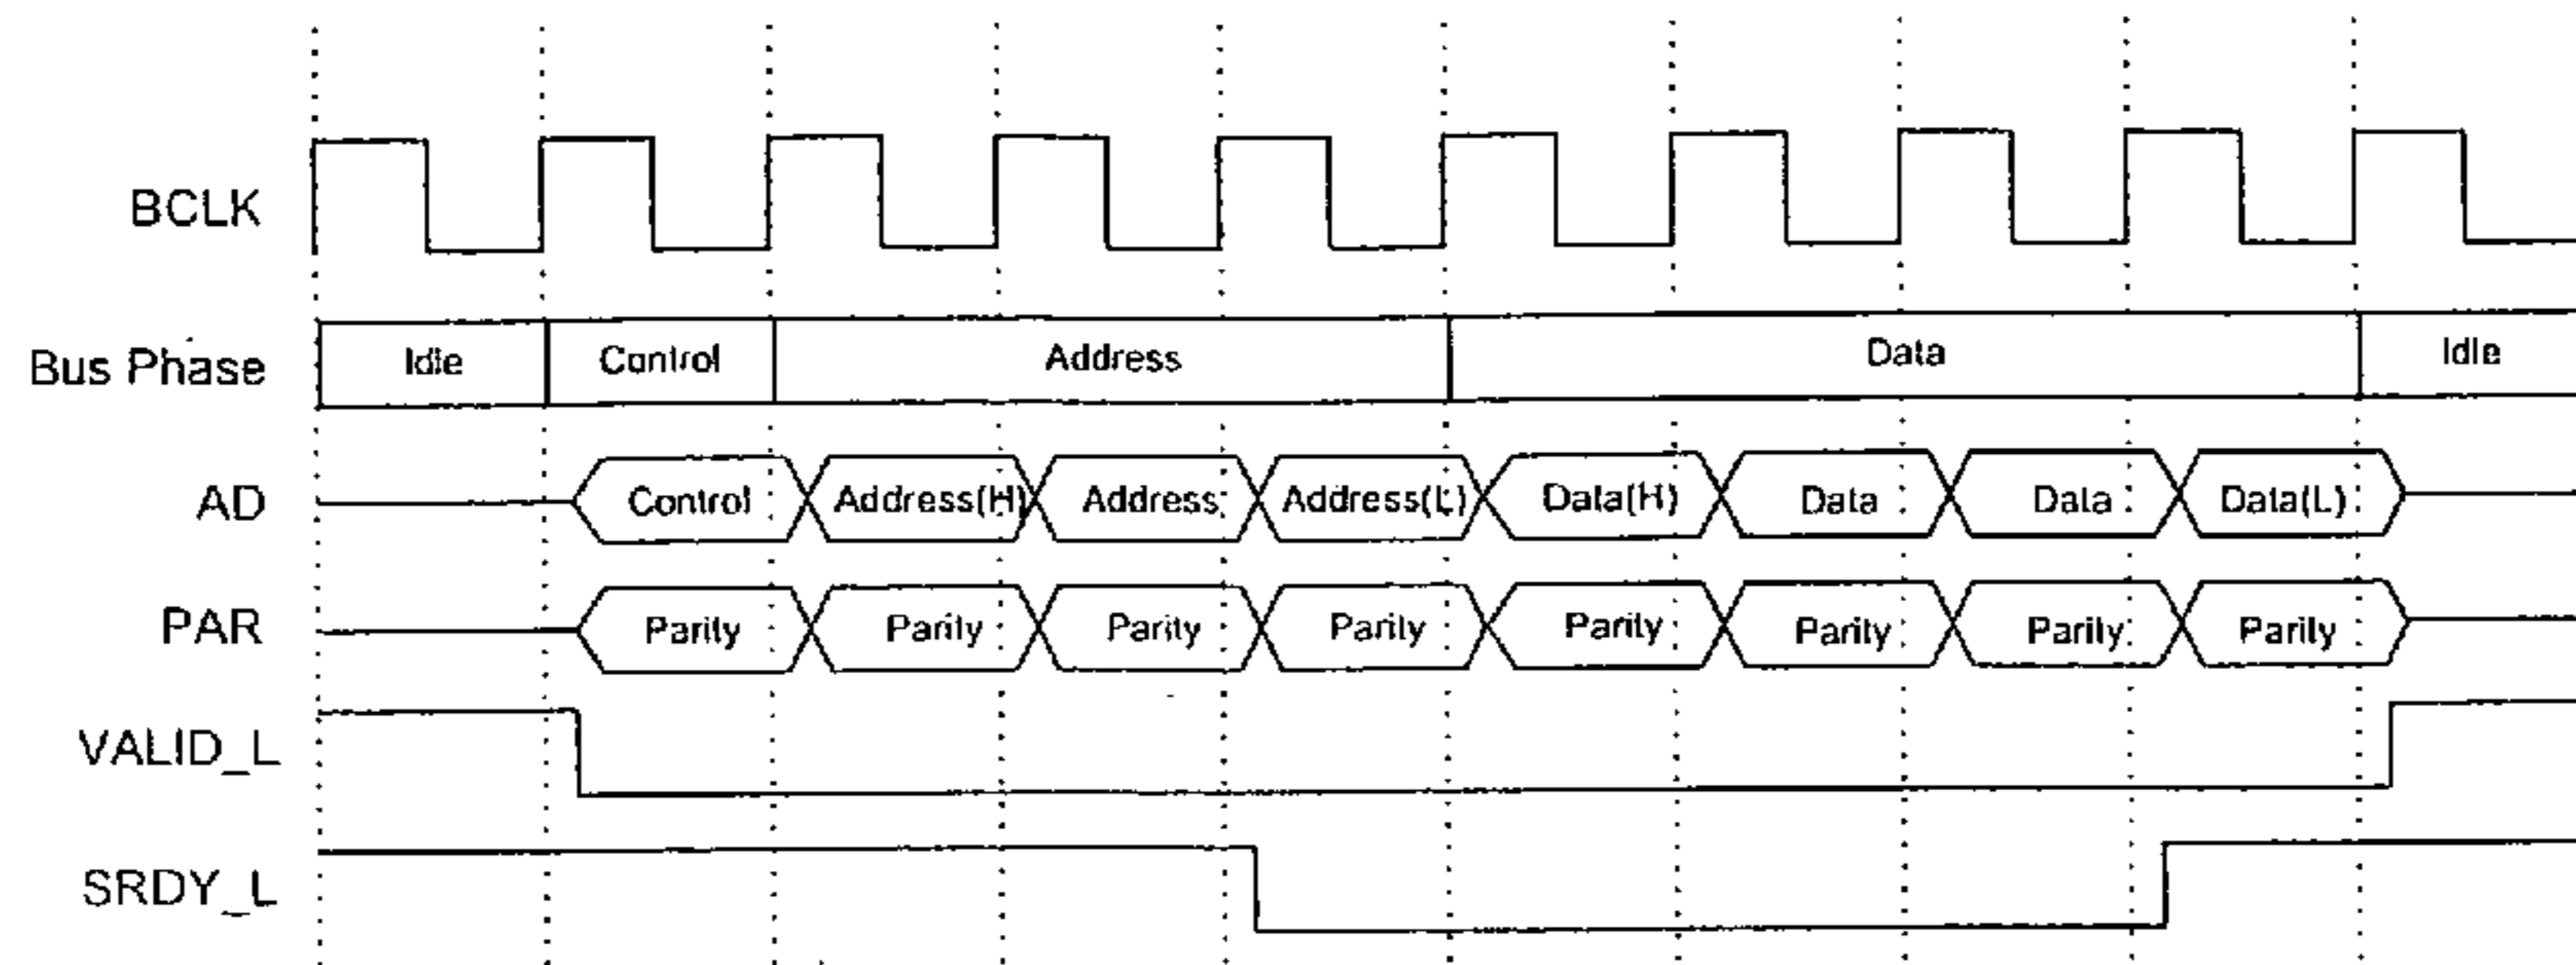 BCLK
Bus Phase Idle Control Address Data Idle
AD Control Address(H) Address Address(L) Data(H) Data Data Data(L)
PAR Parity Parity Parity Parity Parity Parity Parity Parity
VALID_L
SRDY_L